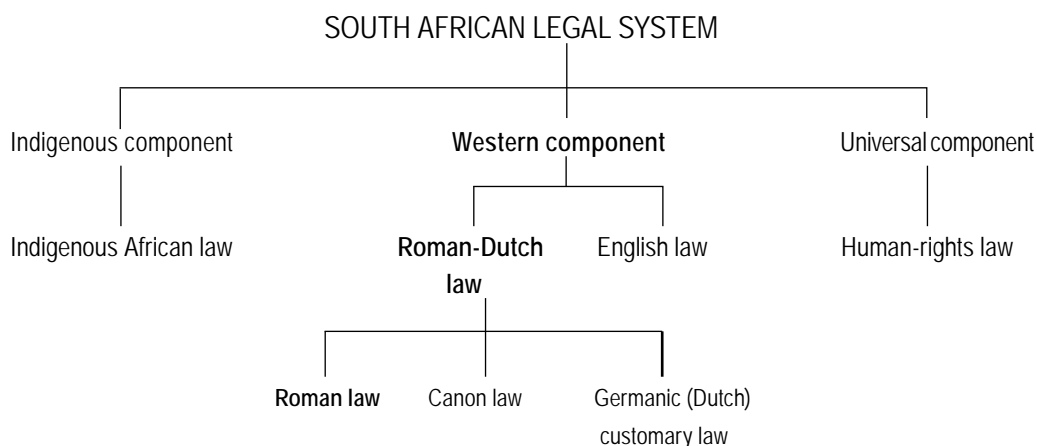 SOUTH AFRICAN LEGAL SYSTEM
Indigenous component Western component Universal component
Indigenous African law Roman-Dutch English law Human-rights law
law
Roman law Canon law Germanic (Dutch)
customary law